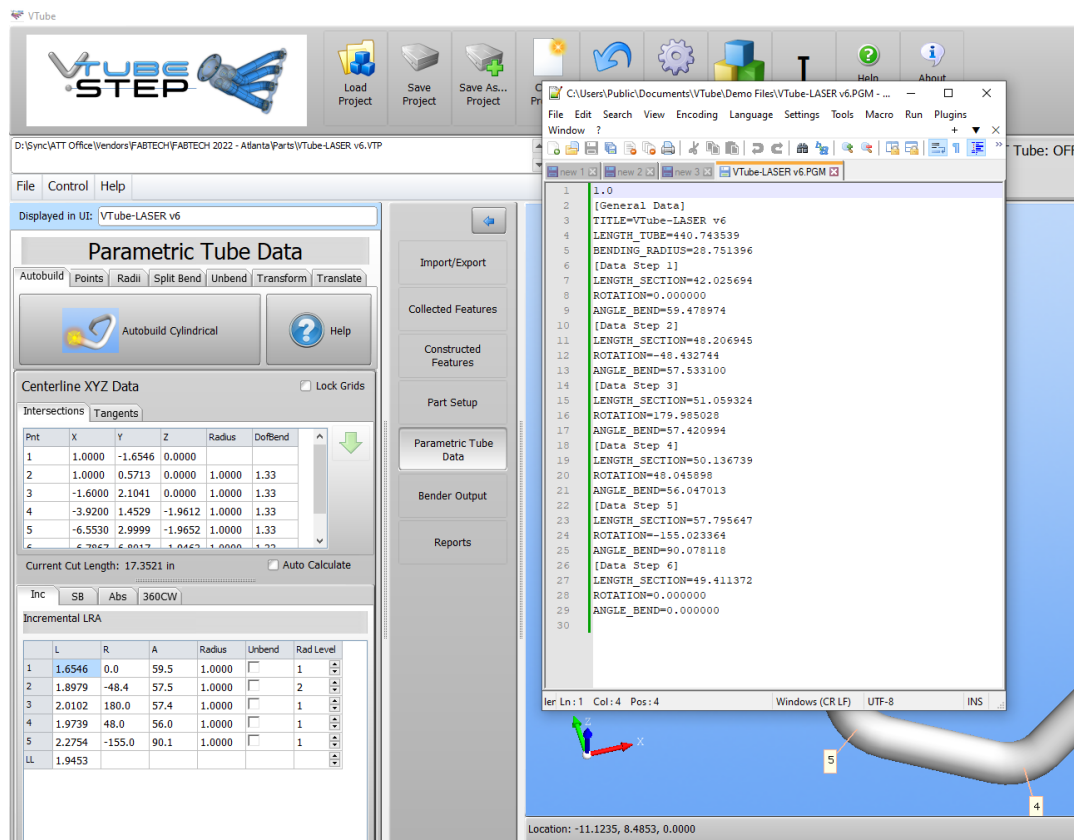 VTube
VTUBE
STEP
Load Project
Save Project
Save As... Project
Help
About
D:\Sync\ATT Office\Vendors\FABTECH\FABTECH 2022 - Atlanta\Parts\VTube-LASER v6.VTP
Tube: OFF
File Control Help
Displayed in UI: VTube-LASER v6
Parametric Tube Data
Autobuild Points Radii Split Bend Unbend Transform Translate
Autobuild Cylindrical
Help
Centerline XYZ Data
Lock Grids
Intersections Tangents
Pnt X Y Z Radius DofBend
1 1.0000 -1.6546 0.0000
2 1.0000 0.5713 0.0000 1.0000 1.33
3 -1.6000 2.1041 0.0000 1.0000 1.33
4 -3.9200 1.4529 -1.9612 1.0000 1.33
5 -6.5530 2.9999 -1.9652 1.0000 1.33
Current Cut Length: 17.3521 in
Auto Calculate
Inc SB Abs 360CW
Incremental LRA
L R A Radius Unbend Rad Level
1 1.6546 0.0 59.5 1.0000 1
2 1.8979 -48.4 57.5 1.0000 2
3 2.0102 180.0 57.4 1.0000 1
4 1.9739 48.0 56.0 1.0000 1
5 2.2754 -155.0 90.1 1.0000 1
LL 1.9453
Import/Export
Collected Features
Constructed
Features
Part Setup
Parametric Tube
Data
Bender Output
Reports
C:\Users\Public\Documents\VTube\Demo Files\VTube-LASER v6.PGM - ...
File Edit Search View Encoding Language Settings Tools Macro Run Plugins
Window ?
new 1 new 2 new 3 VTube-LASER v6.PGM
1 1.0
2 [General Data]
3 TITLE=VTube-LASER v6
4 LENGTH_TUBE=440.743539
5 BENDING_RADIUS=28.751396
6 [Data Step 1]
7 LENGTH_SECTION=42.025694
8 ROTATION=0.000000
9 ANGLE_BEND=59.478974
10 [Data Step 2]
11 LENGTH_SECTION=48.206945
12 ROTATION=-48.432744
13 ANGLE_BEND=57.533100
14 [Data Step 3]
15 LENGTH_SECTION=51.059324
16 ROTATION=179.985028
17 ANGLE_BEND=57.420994
18 [Data Step 4]
19 LENGTH_SECTION=50.136739
20 ROTATION=48.045898
21 ANGLE_BEND=56.047013
22 [Data Step 5]
23 LENGTH_SECTION=57.795647
24 ROTATION=-155.023364
25 ANGLE_BEND=90.078118
26 [Data Step 6]
27 LENGTH_SECTION=49.411372
28 ROTATION=0.000000
29 ANGLE_BEND=0.000000
30
Ln : 1 Col : 4 Pos : 4 Windows (CR LF) UTF-8 INS
Z
X
5
4
Location: -11.1235, 8.4853, 0.0000